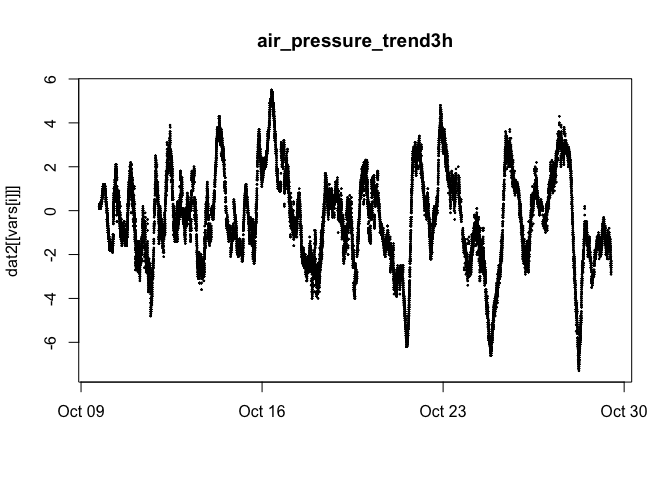 air_pressure_trend3h
dat2[[vars[i]]]
6
4
2
0
-2
-4
-6
Oct 09
Oct 16
Oct 23
Oct 30